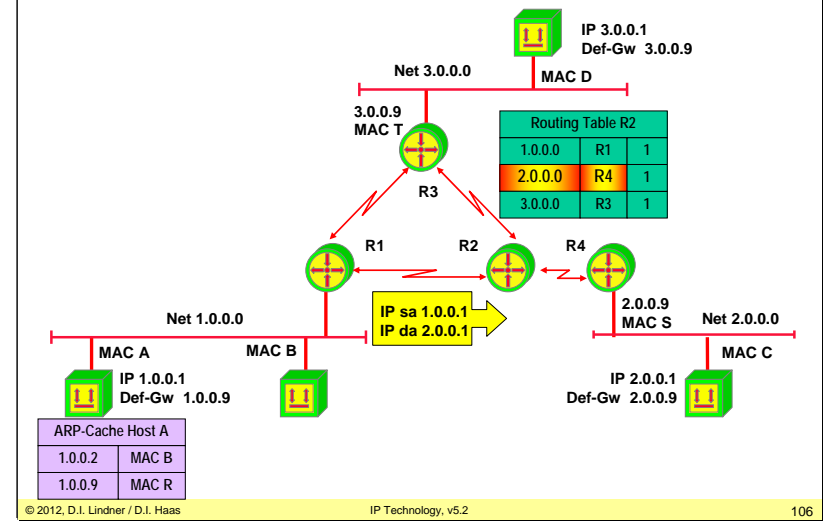 IP 3.0.0.1
Def-Gw 3.0.0.9
Net 3.0.0.0
MAC D
3.0.0.9
MAC T
Routing Table R2
1.0.0.0 R1 1
2.0.0.0 R4 1
3.0.0.0 R3 1
R3
R1
R2
R4
IP sa 1.0.0.1
IP da 2.0.0.1
2.0.0.9
MAC S
Net 2.0.0.0
Net 1.0.0.0
MAC A
MAC B
MAC C
IP 1.0.0.1
Def-Gw 1.0.0.9
IP 2.0.0.1
Def-Gw 2.0.0.9
ARP-Cache Host A
1.0.0.2 MAC B
1.0.0.9 MAC R
© 2012, D.I. Lindner / D.I. Haas
IP Technology, v5.2
106